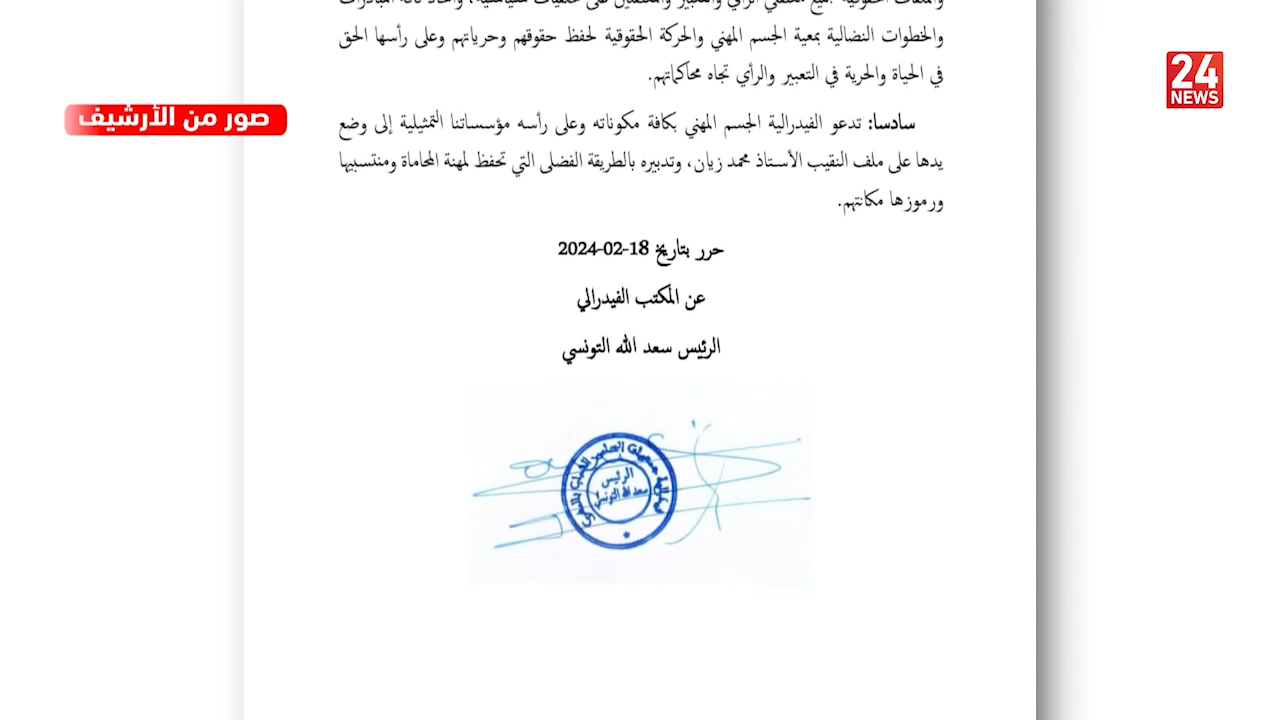 والخطوات النضالية بمعية الجسم المهني والحركة الحقوقية لحفظ حقوقهم وحرياتهم وعلى رأسها الحق
في الحياة والحرية في التعبير والرأي تجاه محاكماتهم.
سادسا: تدعو الفيدرالية الجسم المهني بكافة مكوناته وعلى رأسه مؤسساتنا التمثيلية إلى وضع
يدها على ملف النقيب الأستاذ محمد زيان، وتدبيره بالطريقة الفضلى التي تحفظ لمهنة المحاماة ومنتسبيها
ورموزها مكانتهم.
حرر بتاريخ 18-02-2024
عن المكتب الفيدرالي
الرئيس سعد الله التونسي
الرئيس
سعد الله التونسي
صور من الأرشيف
24
NEWS